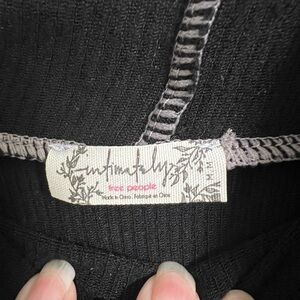 intimately
free people
Made in China . Fabriqué en Chine